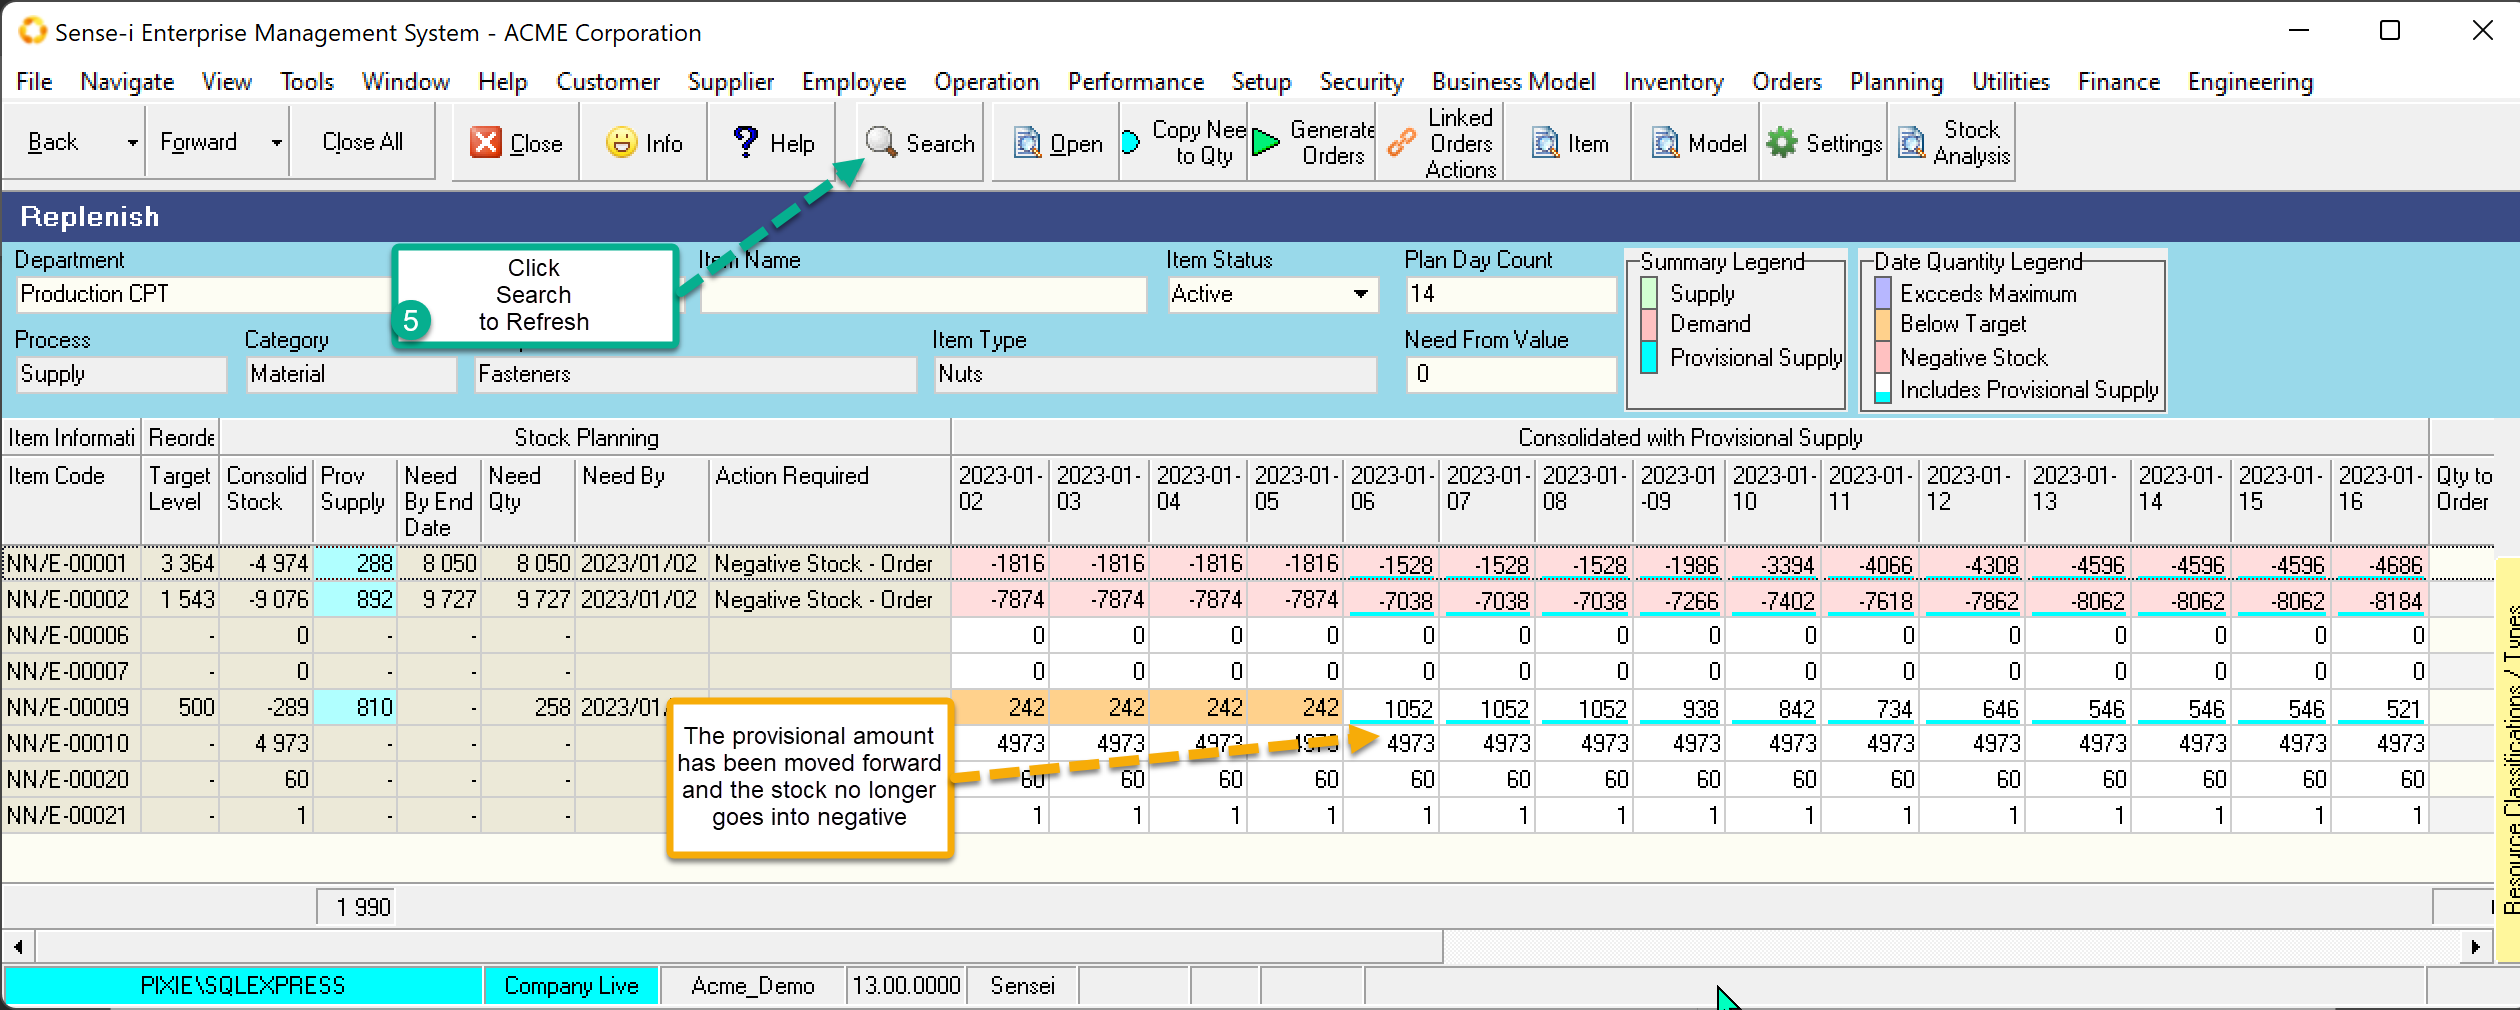 Sense-i Enterprise Management System - ACME Corporation
File Navigate View Tools Window Help Customer Supplier Employee Operation Performance Setup Security Business Model Inventory Orders Planning Utilities Finance Engineering
Back Forward Close All Close Info Help Search Open Copy Nee to Qty Generate Orders Linked Orders Actions Item Model Settings Stock Analysis
Replenish
Department Item Name Item Status Plan Day Count
Production CPT Active 14
Process Category Item Type Need From Value
Supply Material Fasteners Nuts 0
Click
Search
to Refresh
5
Summary Legend
Supply
Demand
Provisional Supply
Date Quantity Legend
Excceds Maximum
Below Target
Negative Stock
Includes Provisional Supply
Item Informati Reorde Stock Planning Consolidated with Provisional Supply
Item Code Target Level Consolid Stock Prov Supply Need By End Date Need Qty Need By Action Required 2023-01-02 2023-01-03 2023-01-04 2023-01-05 2023-01-06 2023-01-07 2023-01-08 2023-01-09 2023-01-10 2023-01-11 2023-01-12 2023-01-13 2023-01-14 2023-01-15 2023-01-16 Qty to Order
NN/E-00001 3 364 -4 974 288 8 050 8 050 2023/01/02 Negative Stock - Order -1816 -1816 -1816 -1816 -1528 -1528 -1528 -1986 -3394 -4066 -4308 -4596 -4596 -4596 -4686
NN/E-00002 1 543 -9 076 892 9 727 9 727 2023/01/02 Negative Stock - Order -7874 -7874 -7874 -7874 -7038 -7038 -7038 -7266 -7402 -7618 -7862 -8062 -8062 -8062 -8184
NN/E-00006 - 0 - - - 0 0 0 0 0 0 0 0 0 0 0 0 0 0 0
NN/E-00007 - 0 - - - 0 0 0 0 0 0 0 0 0 0 0 0 0 0 0
NN/E-00009 500 -289 810 - 258 2023/01/ 242 242 242 242 1052 1052 1052 938 842 734 646 546 546 546 521
NN/E-00010 - 4 973 - - - 4973 4973 4973 4973 4973 4973 4973 4973 4973 4973 4973 4973 4973 4973 4973
NN/E-00020 - 60 - - - 60 60 60 60 60 60 60 60 60 60 60 60 60 60 60
NN/E-00021 - 1 - - - 1 1 1 1 1 1 1 1 1 1 1 1 1 1 1
The provisional amount
has been moved forward
and the stock no longer
goes into negative
1 990
Resource Classifications / Types
PIXIE\SQLEXPRESS Company Live Acme_Demo 13.00.0000 Sensei